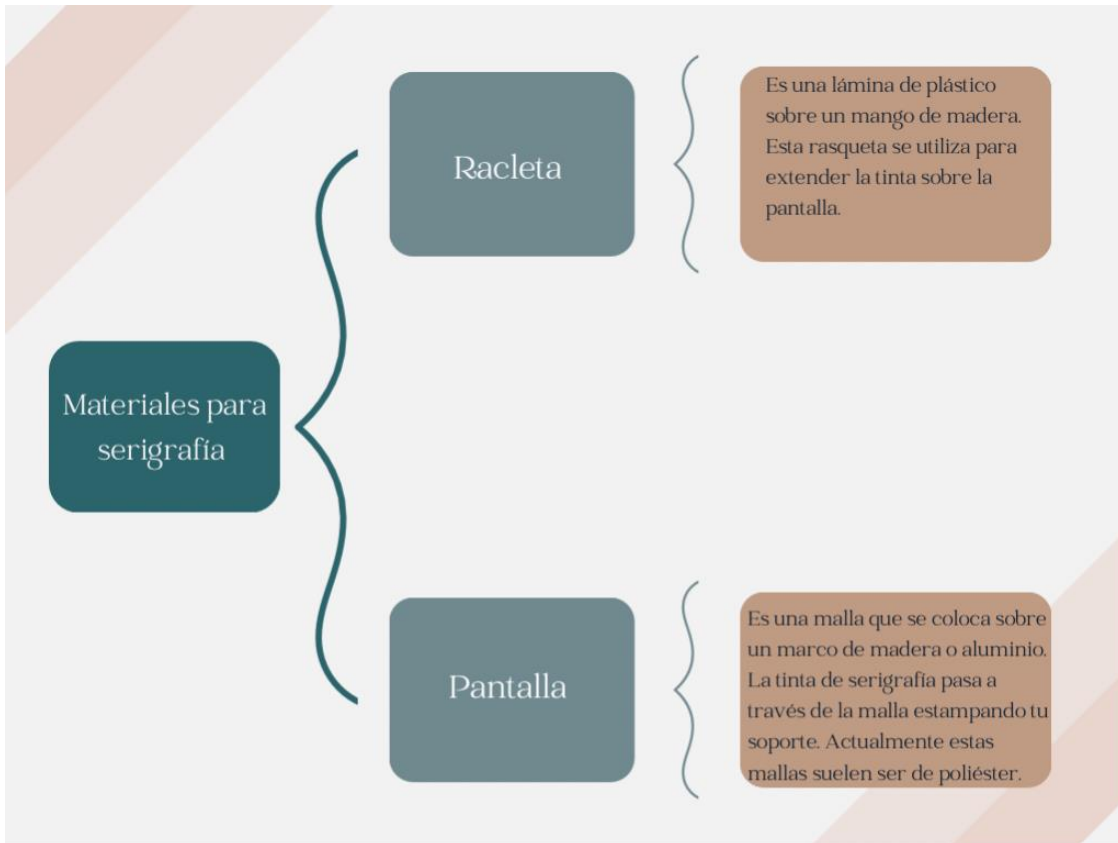 Materiales para
serigrafía
Racleta
Es una lámina de plástico
sobre un mango de madera.
Esta rasqueta se utiliza para
extender la tinta sobre la
pantalla.
Pantalla
Es una malla que se coloca sobre
un marco de madera o aluminio.
La tinta de serigrafía pasa a
través de la malla estampando tu
soporte. Actualmente estas
mallas suelen ser de poliéster.